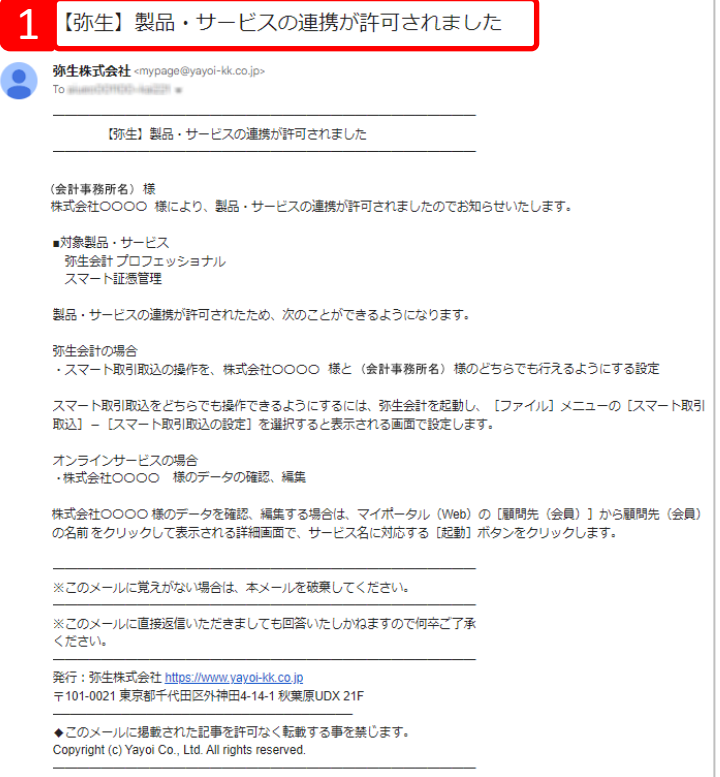 1
【弥生】製品・サービスの連携が許可されました
弥生株式会社 <mypage@yayoi-kk.co.jp>
To
【弥生】製品・サービスの連携が許可されました
(会計事務所名) 様
株式会社〇〇〇〇 様により、製品・サービスの連携が許可されましたのでお知らせいたします。
■対象製品・サービス
弥生会計 プロフェッショナル
スマート証憑管理
製品・サービスの連携が許可されたため、次のことができるようになります。
弥生会計の場合
・スマート取引取込の操作を、株式会社〇〇〇〇 様と (会計事務所名) 様のどちらでも行えるようにする設定
スマート取引取込をどちらでも操作できるようにするには、弥生会計を起動し、［ファイル］メニューの［スマート取引
取込］－［スマート取引取込の設定］を選択すると表示される画面で設定します。
オンラインサービスの場合
・株式会社〇〇〇〇 様のデータの確認、編集
株式会社〇〇〇〇 様のデータを確認、編集する場合は、マイポータル（Web）の［顧問先（会員）］から顧問先（会員）
の名前をクリックして表示される詳細画面で、サービス名に対応する［起動］ボタンをクリックします。
※このメールに覚えがない場合は、本メールを破棄してください。
※このメールに直接返信いただきましても回答いたしかねますので何卒ご了承
ください。
発行：弥生株式会社 https://www.yayoi-kk.co.jp
〒101-0021 東京都千代田区外神田4-14-1 秋葉原UDX 21F
◆このメールに掲載された記事を許可なく転載する事を禁じます。
Copyright (c) Yayoi Co., Ltd. All rights reserved.